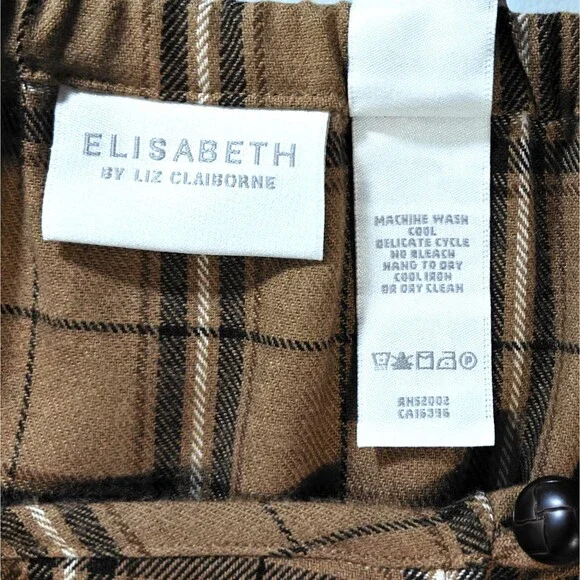 ELISABETH
BY LIZ CLAIBORNE
MACHINE WASH
COOL
DELICATE CYCLE
NO BLEACH
HANG TO DRY
COOL IRON
OR DRY CLEAN
P
RN52002
CA16396